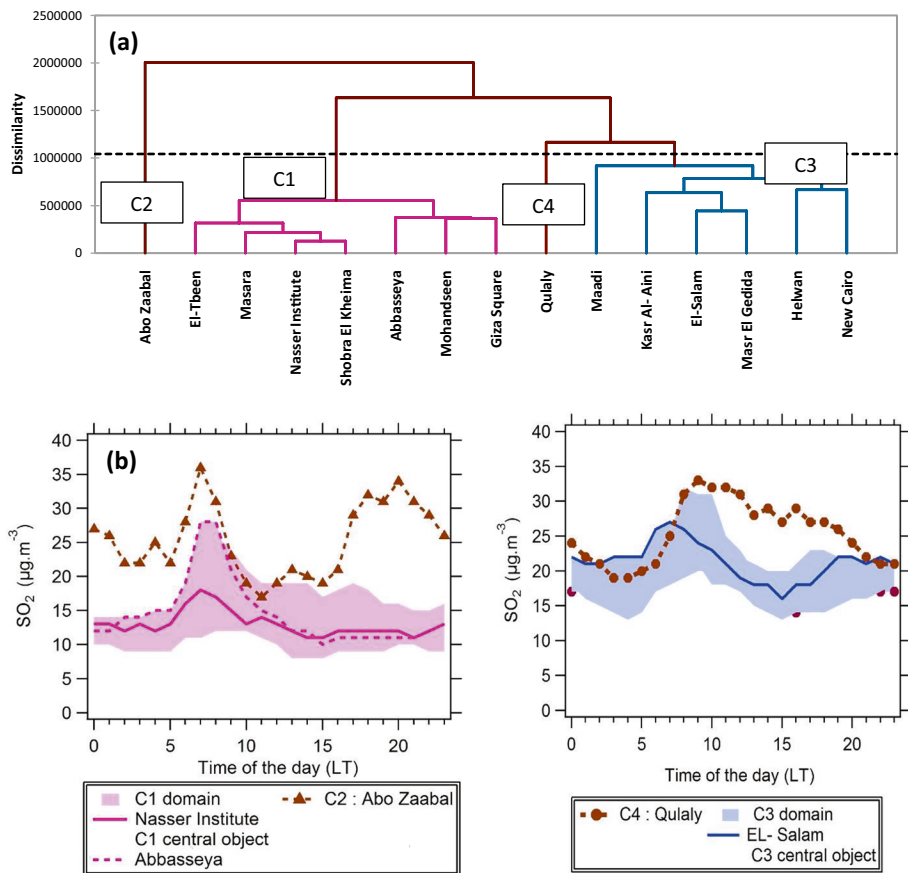 (a)
Dissimilarity
2000000
1500000
1000000
500000
0
C1
C2
C3
C4
Abo Zaabal
El-Tbeen
Masara
Nasser Institute
Shobra El Kheima
Abbasseya
Mohandseen
Giza Square
Qulaly
Maadi
Kasr Al- Aini
El-Salam
Masr El Gedida
Helwan
New Cairo
(b)
SO₂ (µg.m⁻³)
40
35
30
25
20
15
10
5
0
0 5 10 15 20
Time of the day (LT)
C1 domain
C2 : Abo Zaabal
Nasser Institute
C1 central object
Abbasseya
SO₂ (µg.m⁻³)
40
35
30
25
20
15
10
5
0
0 5 10 15 20
Time of the day (LT)
C4 : Qulaly
C3 domain
EL- Salam
C3 central object